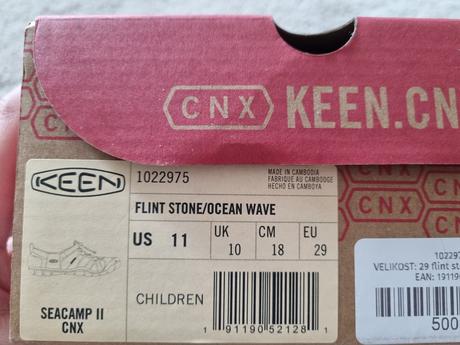 CNX KEEN.CN
KEEN
1022975
MADE IN CAMBODIA
FABRIQUE AU CAMBODGE
HECHO EN CAMBOYA
FLINT STONE/OCEAN WAVE
US 11
UK
10
CM
18
EU
29
CHILDREN
1 91190 52128 1
SEACAMP II
CNX
CNX
102297
VELIKOST: 29 flint st
EAN: 19119
500